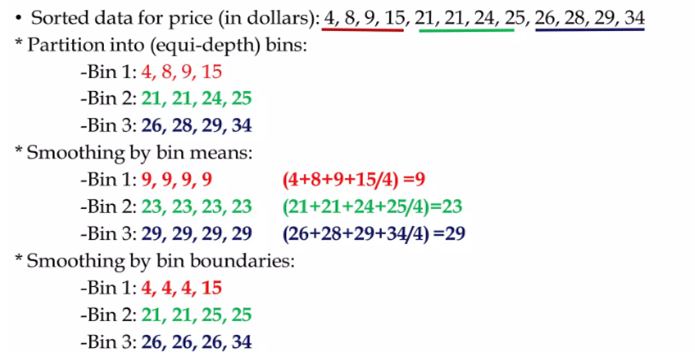 • Sorted data for price (in dollars): 4, 8, 9, 15, 21, 21, 24, 25, 26, 28, 29, 34
* Partition into (equi-depth) bins:
-Bin 1: 4, 8, 9, 15
-Bin 2: 21, 21, 24, 25
-Bin 3: 26, 28, 29, 34
* Smoothing by bin means:
-Bin 1: 9, 9, 9, 9 (4+8+9+15/4) =9
-Bin 2: 23, 23, 23, 23 (21+21+24+25/4)=23
-Bin 3: 29, 29, 29, 29 (26+28+29+34/4) =29
* Smoothing by bin boundaries:
-Bin 1: 4, 4, 4, 15
-Bin 2: 21, 21, 25, 25
-Bin 3: 26, 26, 26, 34